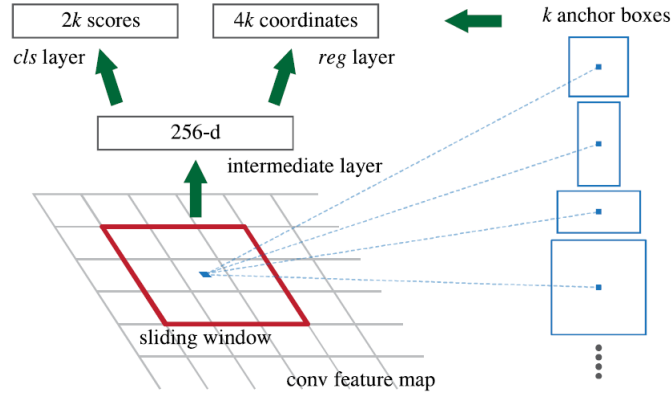 2k scores
4k coordinates
k anchor boxes
cls layer
reg layer
256-d
intermediate layer
sliding window
conv feature map